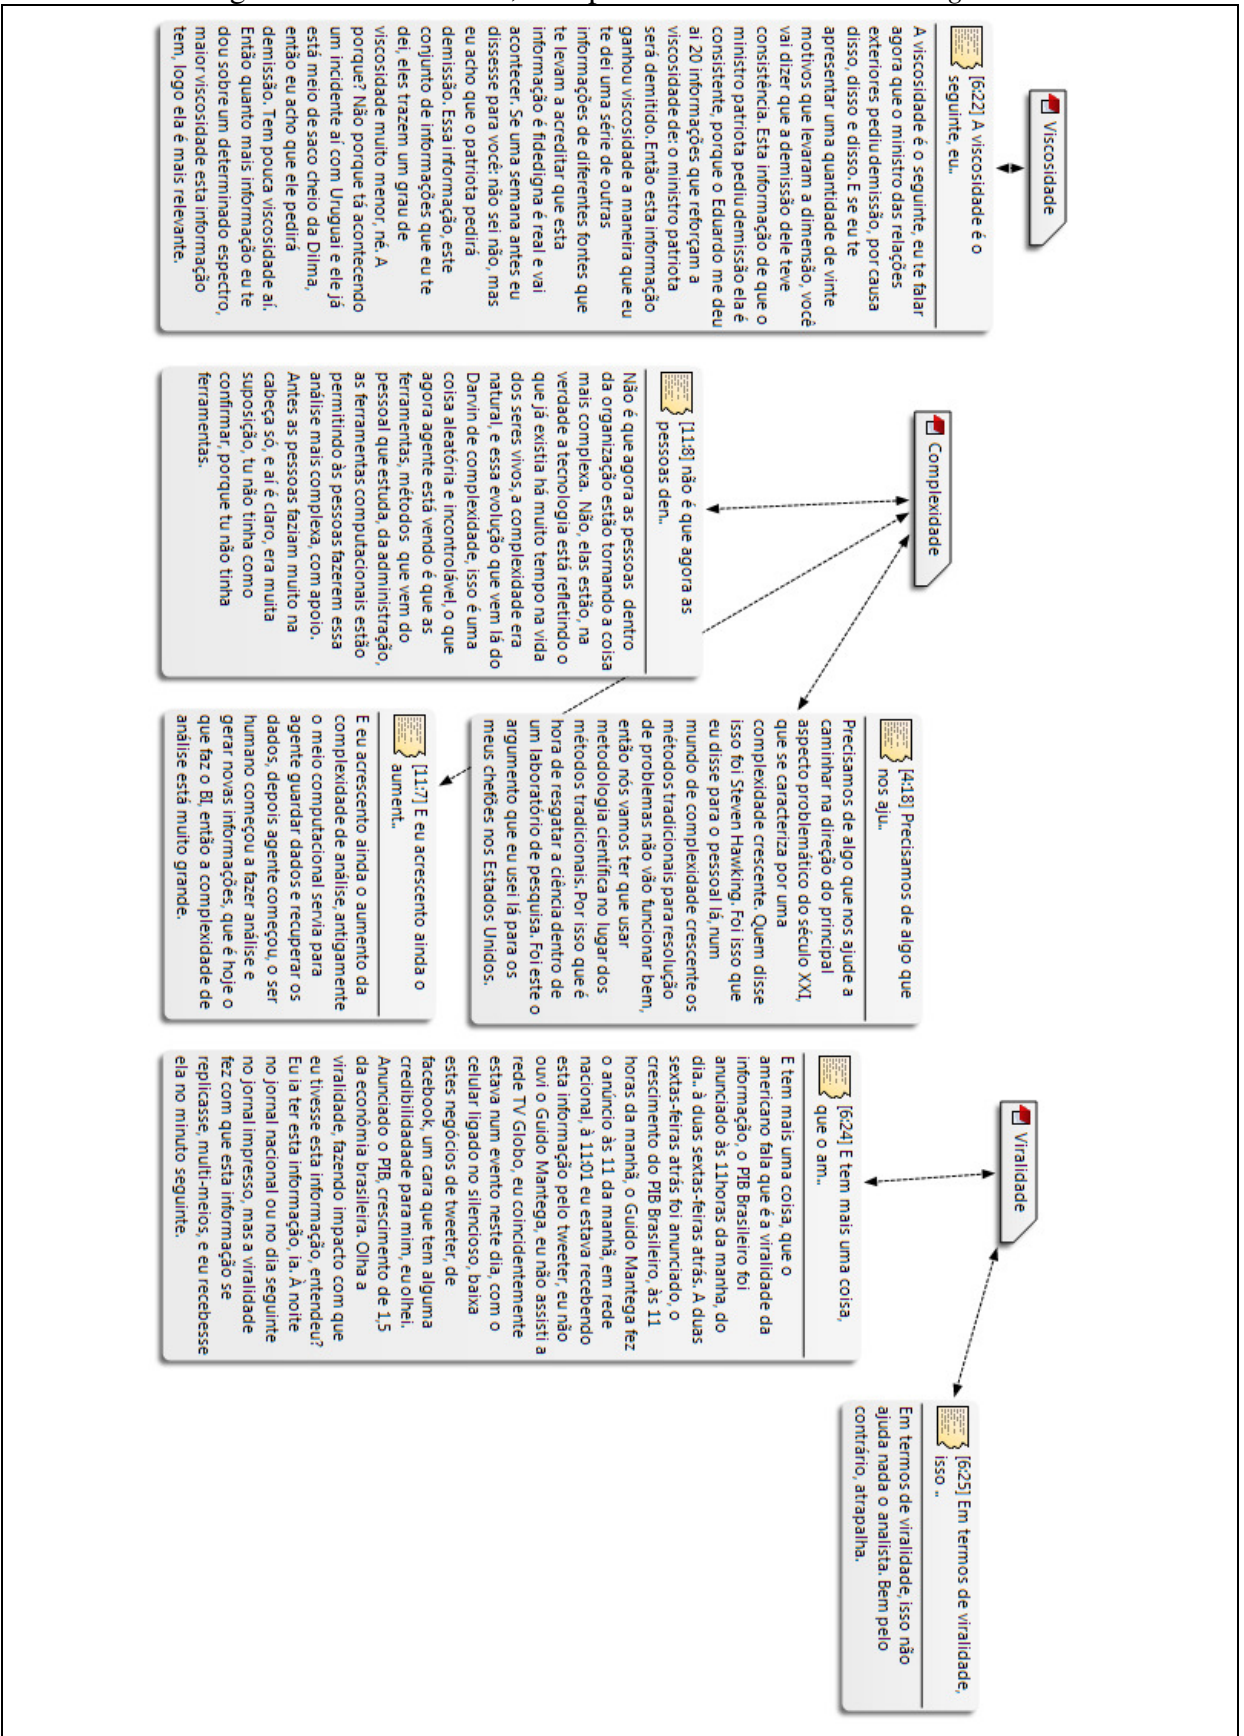 Viscosidade
[6:22] A viscosidade é o
seguinte, eu..
A viscosidade é o seguinte, eu te falar
agora que o ministro das relações
exteriores pediu demissão, por causa
disso, disso e disso. E se eu te
apresentar uma quantidade de vinte
motivos que levaram a dimensão, você
vai dizer que a demissão dele teve
consistência. Esta informação de que o
ministro patriota pediu demissão ela é
consistente, porque o Eduardo me deu
ai 20 informações que reforçam a
viscosidade de: o ministro patriota
será demitido. Então esta informação
ganhou viscosidade a maneira que eu
te dei uma série de outras
informações de diferentes fontes que
te levam a acreditar que esta
informação é fidedigna é real e vai
acontecer. Se uma semana antes eu
dissesse para você: não sei não, mas
eu acho que o patriota pedirá
demissão. Essa informação, este
conjunto de informações que eu te
dei, eles trazem um grau de
viscosidade muito menor, né. A
porque? Não porque tá acontecendo
um incidente aí com Uruguai e ele já
está meio de saco cheio da Dilma,
então eu acho que ele pedirá
demissão. Tem pouca viscosidade aí.
Então quanto mais informação eu te
dou sobre um determinado espectro,
maior viscosidade esta informação
tem, logo ela é mais relevante.
Complexidade
[11:8] não é que agora as
pessoas den..
Não é que agora as pessoas dentro
da organização estão tornando a coisa
mais complexa. Não, elas estão, na
verdade a tecnologia está refletindo o
que já existia há muito tempo na vida
dos seres vivos, a complexidade era
natural, e essa evolução que vem lá do
Darvin de complexidade, isso é uma
coisa aleatória e incontrolável, o que
agora agente está vendo é que as
ferramentas, métodos que vem do
pessoal que estuda, da administração,
as ferramentas computacionais estão
permitindo às pessoas fazerem essa
análise mais complexa, com apoio.
Antes as pessoas faziam muito na
cabeça só, e aí é claro, era muita
suposição, tu não tinha como
confirmar, porque tu não tinha
ferramentas.
[4:18] Precisamos de algo que
nos aju..
Precisamos de algo que nos ajude a
caminhar na direção do principal
aspecto problemático do século XXI,
que se caracteriza por uma
complexidade crescente. Quem disse
isso foi Steven Hawking. Foi isso que
eu disse para o pessoal lá, num
mundo de complexidade crescente os
métodos tradicionais para resolução
de problemas não vão funcionar bem,
então nós vamos ter que usar
metodologia científica no lugar dos
métodos tradicionais. Por isso que é
hora de resgatar a ciência dentro de
um laboratório de pesquisa. Foi este o
argumento que eu usei lá para os
meus chefões nos Estados Unidos.
[11:7] E eu acrescento ainda o
aument..
E eu acrescento ainda o aumento da
complexidade de análise, antigamente
o meio computacional servia para
agente guardar dados e recuperar os
dados, depois agente começou, o ser
humano começou a fazer análise e
gerar novas informações, que é hoje o
que faz o BI, então a complexidade de
análise está muito grande.
Viralidade
[6:24] E tem mais uma coisa,
que o am..
E tem mais uma coisa, que o
americano fala que é a viralidade da
informação, o PIB Brasileiro foi
anunciado às 11horas da manha, do
dia.. à duas sextas-feiras atrás. A duas
sextas-feiras atrás foi anunciado, o
crescimento do PIB Brasileiro, às 11
horas da manhã, o Guido Mantega fez
o anúncio às 11 da manhã, em rede
nacional, à 11:01 eu estava recebendo
esta informação pelo tweeter, eu não
ouvi o Guido Mantega, eu não assisti a
rede TV Globo, eu coincidentemente
estava num evento neste dia, com o
celular ligado no silencioso, baixa
estes negócios de tweeter, de
facebook, um cara que tem alguma
credibilidadade para mim, eu olhei.
Anunciado o PIB, crescimento de 1,5
da econômia brasileira. Olha a
viralidade, fazendo impacto com que
eu tivesse esta informação, entendeu?
Eu ia ter esta informação, ia. À noite
no jornal nacional ou no dia seguinte
no jornal impresso, mas a viralidade
fez com que esta informação se
replicasse, multi-meios, e eu recebesse
ela no minuto seguinte.
[6:25] Em termos de viralidade,
isso ..
Em termos de viralidade, isso não
ajuda nada o analista. Bem pelo
contrário, atrapalha.